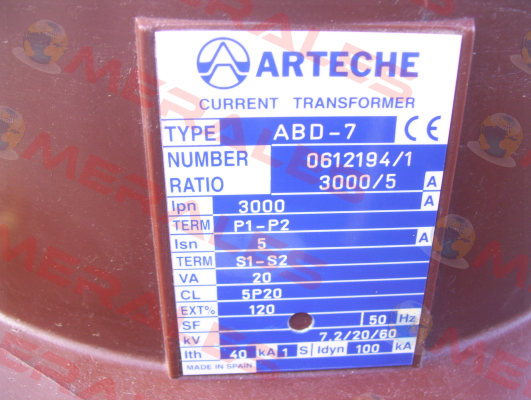 ARTECHE
CURRENT TRANSFORMER
TYPE ABD-7 CE
NUMBER 0612194/1
RATIO 3000/5 A
Ipn 3000 A
TERM P1-P2
Isn 5 A
TERM S1-S2
VA 20
CL 5P20
EXT% 120
SF 50 Hz
kV 7,2/20/60
Ith 40 kA 1 S Idyn 100 kA
MADE IN SPAIN
MERALES